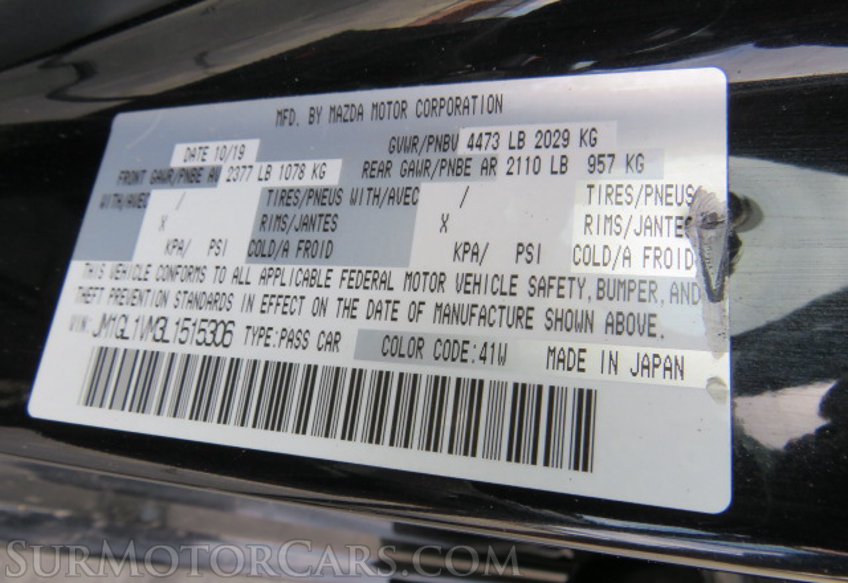 MFD. BY MAZDA MOTOR CORPORATION
DATE 10/19 GVWR/PNBV 4473 LB 2029 KG
FRONT GAWR/PNBE AV 2377 LB 1078 KG REAR GAWR/PNBE AR 2110 LB 957 KG
WITH/AVEC / TIRES/PNEUS WITH/AVEC / TIRES/PNEUS
X RIMS/JANTES X RIMS/JANTES
KPA/ PSI COLD/A FROID KPA/ PSI COLD/A FROID
THIS VEHICLE CONFORMS TO ALL APPLICABLE FEDERAL MOTOR VEHICLE SAFETY, BUMPER, AND
THEFT PREVENTION STANDARDS IN EFFECT ON THE DATE OF MANUFACTURE SHOWN ABOVE.
VIN: JM1GL1VM3L1515306 TYPE:PASS CAR COLOR CODE:41W MADE IN JAPAN
SURMOTORCARS.COM